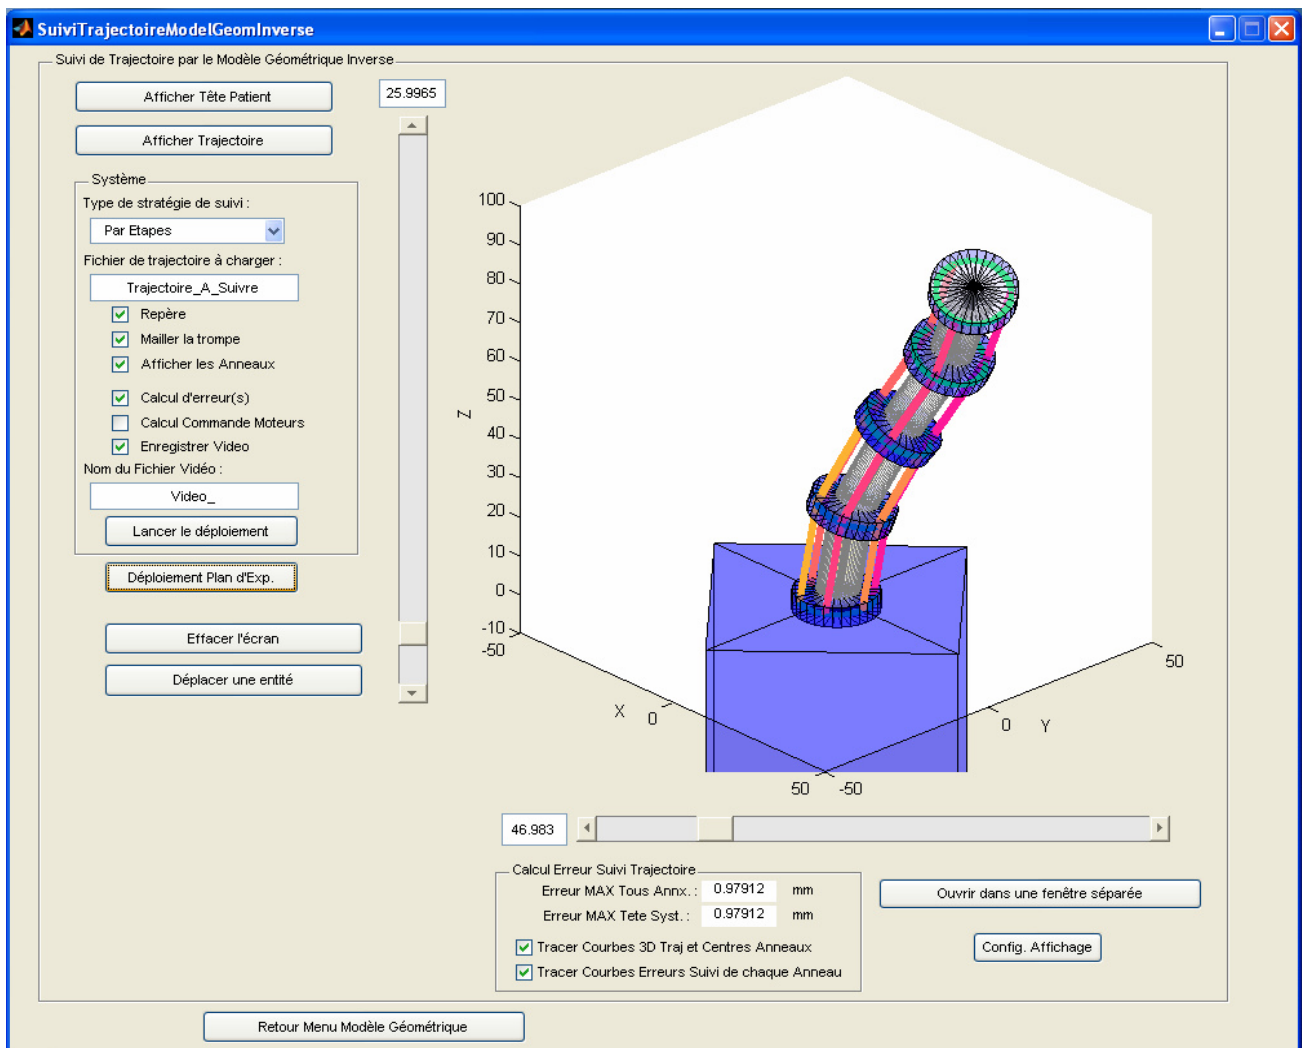 SuiviTrajectoireModelGeomInverse
Suivi de Trajectoire par le Modèle Géométrique Inverse
Afficher Tête Patient
25.9965
Afficher Trajectoire
Système
Type de stratégie de suivi :
Par Etapes
Fichier de trajectoire à charger :
Trajectoire_A_Suivre
Repère
Mailler la trompe
Afficher les Anneaux
Calcul d'erreur(s)
Calcul Commande Moteurs
Enregistrer Video
Nom du Fichier Vidéo :
Video_
Lancer le déploiement
Déploiement Plan d'Exp.
Effacer l'écran
Déplacer une entité
100
90
80
70
60
50
40
30
20
10
0
-10
Z
-50
X
0
50
-50
0
Y
50
46.983
Calcul Erreur Suivi Trajectoire
Erreur MAX Tous Annx. : 0.97912 mm
Erreur MAX Tete Syst. : 0.97912 mm
Tracer Courbes 3D Traj et Centres Anneaux
Tracer Courbes Erreurs Suivi de chaque Anneau
Ouvrir dans une fenêtre séparée
Config. Affichage
Retour Menu Modèle Géométrique